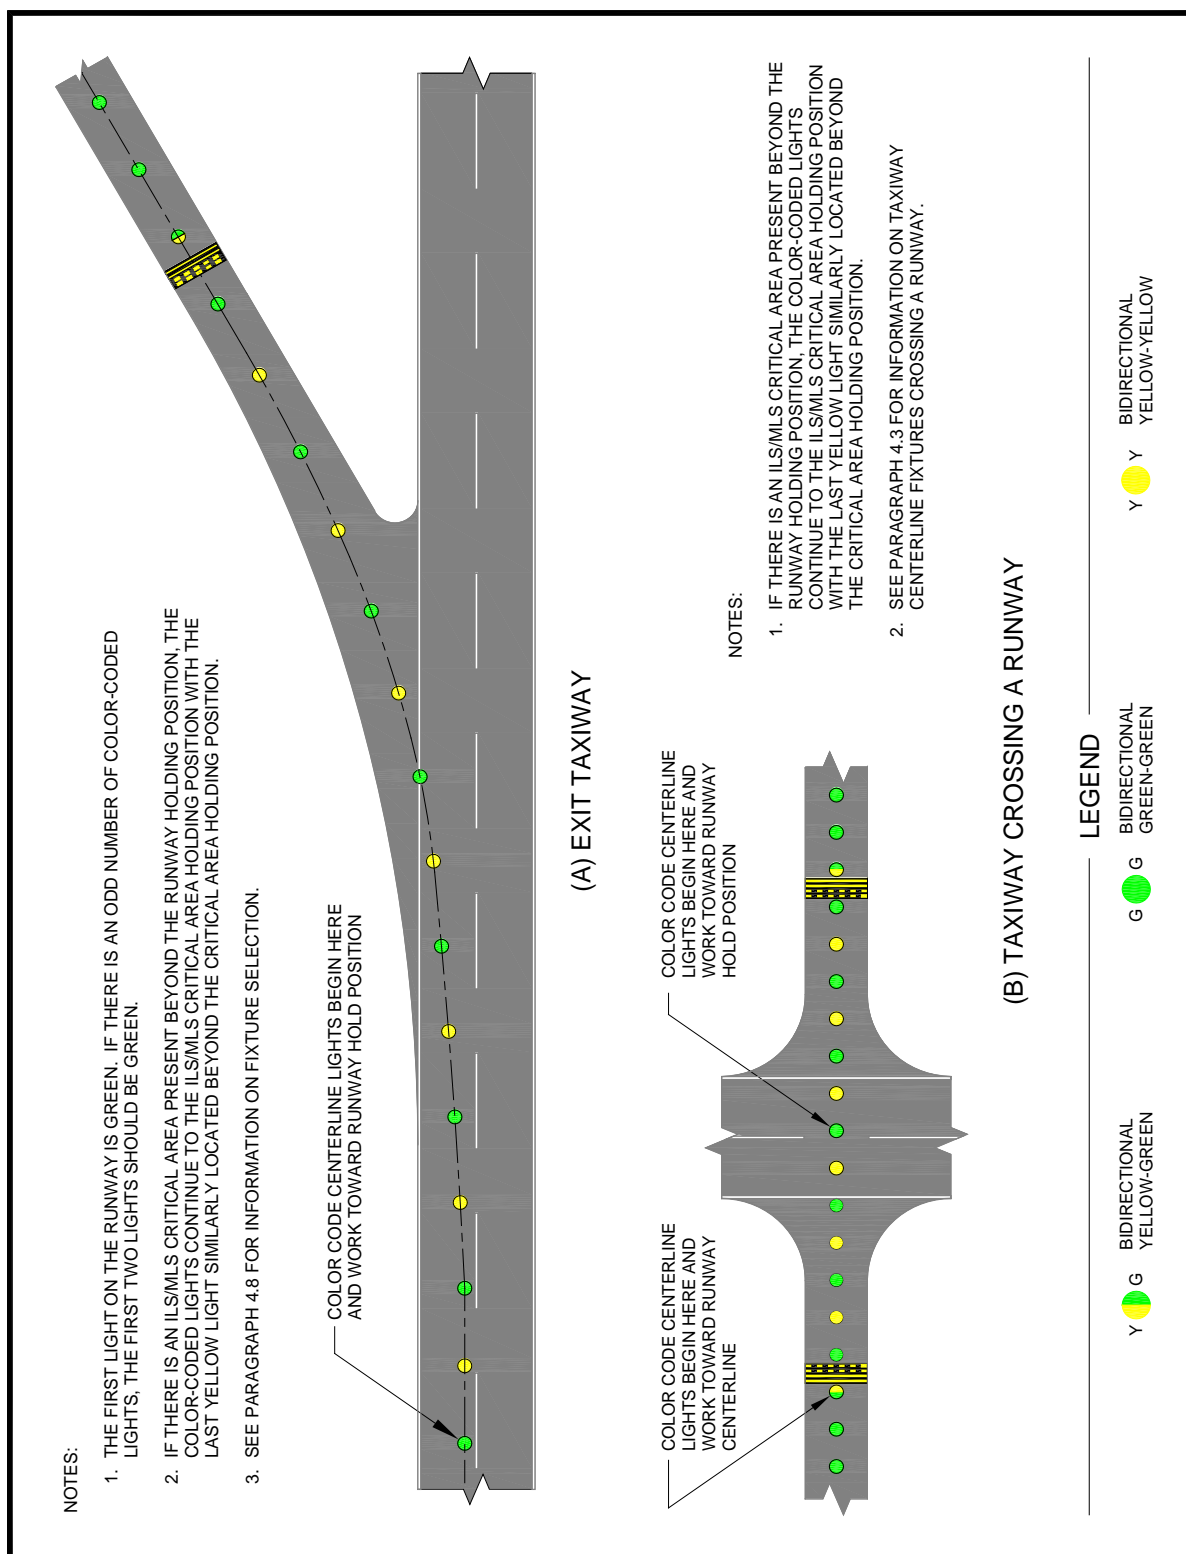 NOTES:
1. THE FIRST LIGHT ON THE RUNWAY IS GREEN. IF THERE IS AN ODD NUMBER OF COLOR-CODED
LIGHTS, THE FIRST TWO LIGHTS SHOULD BE GREEN.
2. IF THERE IS AN ILS/MLS CRITICAL AREA PRESENT BEYOND THE RUNWAY HOLDING POSITION, THE
COLOR-CODED LIGHTS CONTINUE TO THE ILS/MLS CRITICAL AREA HOLDING POSITION WITH THE
LAST YELLOW LIGHT SIMILARLY LOCATED BEYOND THE CRITICAL AREA HOLDING POSITION.
3. SEE PARAGRAPH 4.8 FOR INFORMATION ON FIXTURE SELECTION.
COLOR CODE CENTERLINE LIGHTS BEGIN HERE
AND WORK TOWARD RUNWAY HOLD POSITION
(A) EXIT TAXIWAY
COLOR CODE CENTERLINE
LIGHTS BEGIN HERE AND
WORK TOWARD RUNWAY
CENTERLINE
COLOR CODE CENTERLINE
LIGHTS BEGIN HERE AND
WORK TOWARD RUNWAY
HOLD POSITION
NOTES:
1. IF THERE IS AN ILS/MLS CRITICAL AREA PRESENT BEYOND THE
RUNWAY HOLDING POSITION, THE COLOR-CODED LIGHTS
CONTINUE TO THE ILS/MLS CRITICAL AREA HOLDING POSITION
WITH THE LAST YELLOW LIGHT SIMILARLY LOCATED BEYOND
THE CRITICAL AREA HOLDING POSITION.
2. SEE PARAGRAPH 4.3 FOR INFORMATION ON TAXIWAY
CENTERLINE FIXTURES CROSSING A RUNWAY.
(B) TAXIWAY CROSSING A RUNWAY
LEGEND
Y G BIDIRECTIONAL
YELLOW-GREEN
G G BIDIRECTIONAL
GREEN-GREEN
Y Y BIDIRECTIONAL
YELLOW-YELLOW